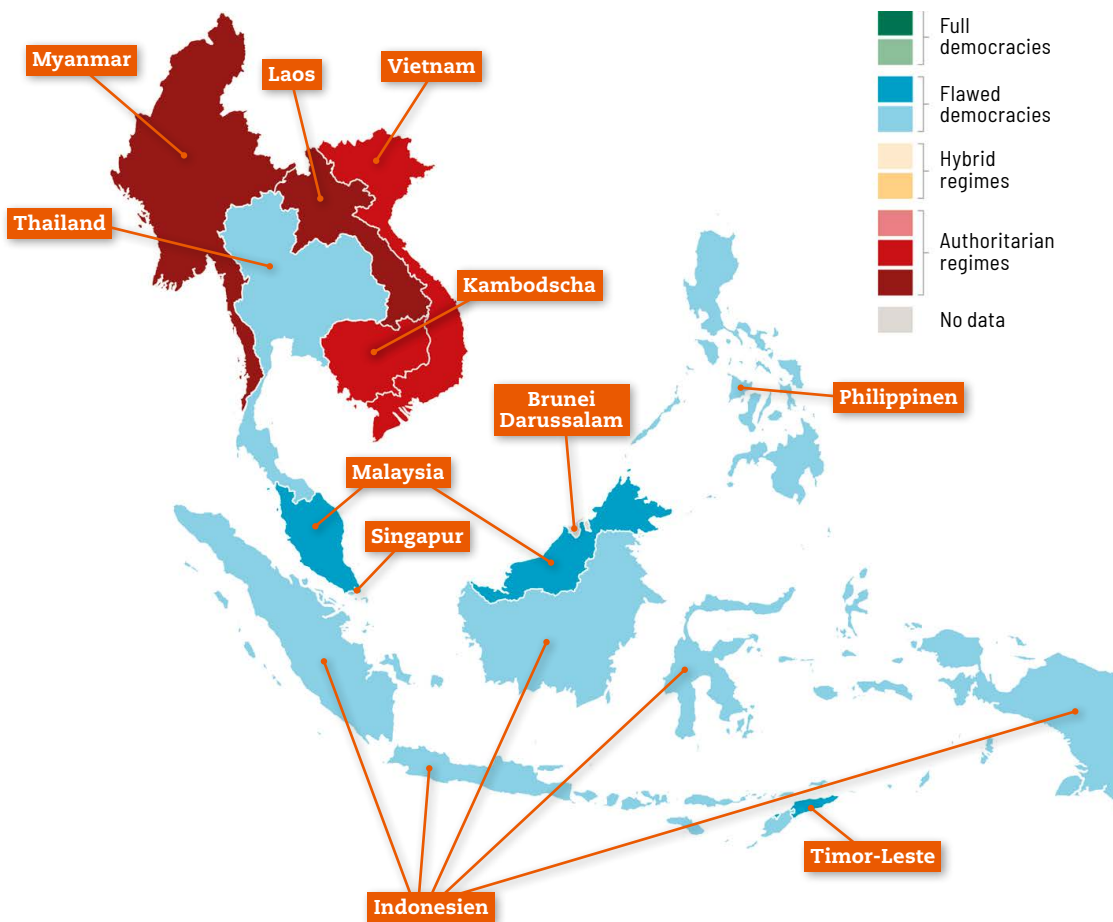 Myanmar
Laos
Vietnam
Thailand
Kambodscha
Brunei
Darussalam
Philippinen
Malaysia
Singapur
Timor-Leste
Indonesien
Full
democracies
Flawed
democracies
Hybrid
regimes
Authoritarian
regimes
No data